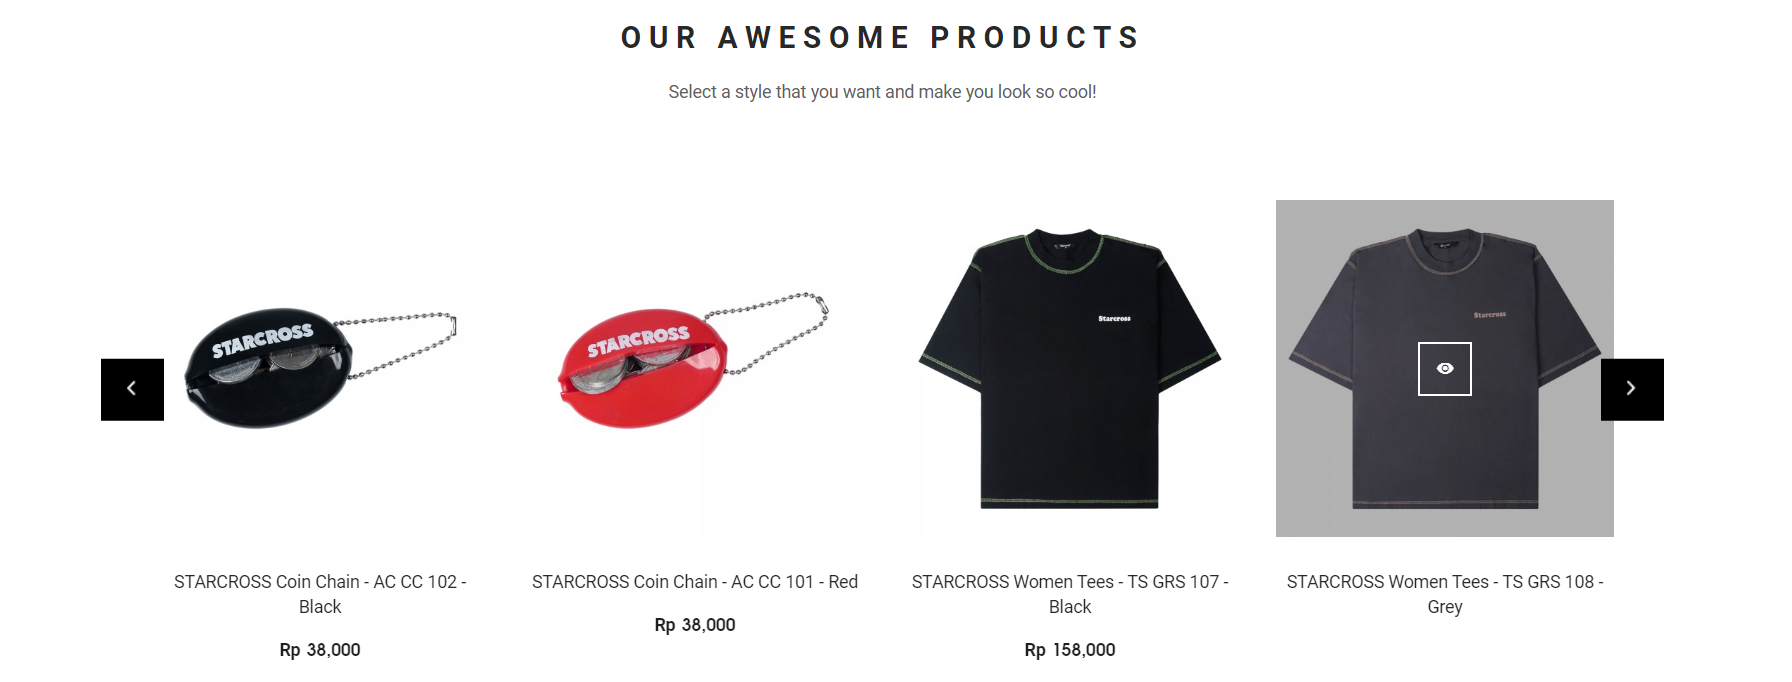 OUR AWESOME PRODUCTS
Select a style that you want and make you look so cool!
STARCROSS
STARCROSS
Starcross
Starcross
STARCROSS Coin Chain - AC CC 102 -
Black
Rp 38,000
STARCROSS Coin Chain - AC CC 101 - Red
Rp 38,000
STARCROSS Women Tees - TS GRS 107 -
Black
Rp 158,000
STARCROSS Women Tees - TS GRS 108 -
Grey